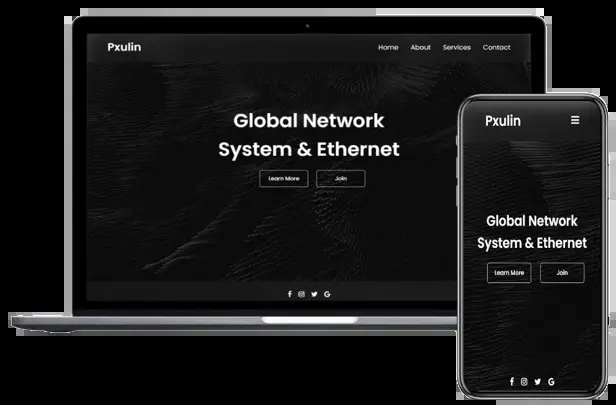 Pxulin
Home About Services Contact
Global Network
System & Ethernet
Learn More Join
Pxulin
Global Network
System & Ethernet
Learn More Join